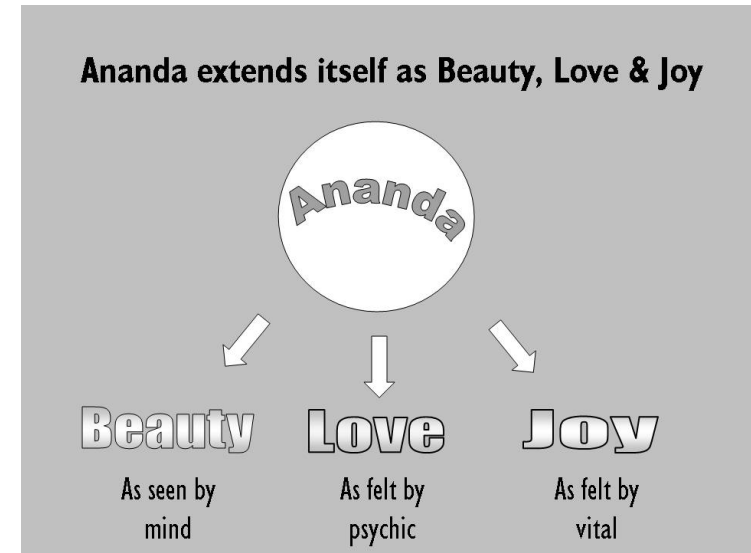 Ananda extends itself as Beauty, Love & Joy
Ananda
Beauty
Love
Joy
As seen by
mind
As felt by
psychic
As felt by
vital